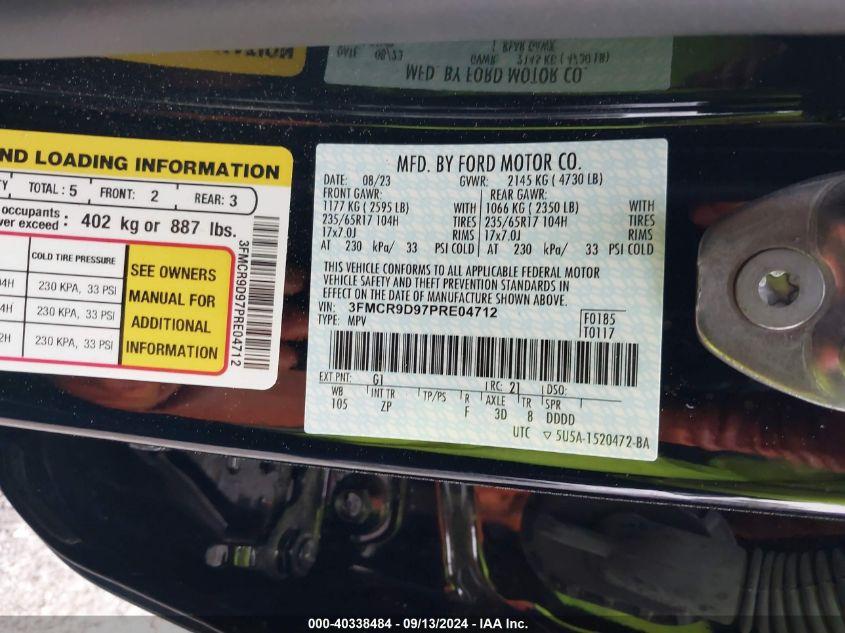 MFD. BY FORD MOTOR CO.
DATE: 08/23 GVWR: 2145 KG ( 4730 LB)
FRONT GAWR: REAR GAWR:
1177 KG ( 2595 LB) WITH 1066 KG ( 2350 LB) WITH
235/65R17 104H TIRES 235/65R17 104H TIRES
17x7.0J RIMS 17x7.0J RIMS
AT 230 kPa/ 33 PSI COLD AT 230 kPa/ 33 PSI COLD
THIS VEHICLE CONFORMS TO ALL APPLICABLE FEDERAL MOTOR
VEHICLE SAFETY AND THEFT PREVENTION STANDARDS IN
EFFECT ON THE DATE OF MANUFACTURE SHOWN ABOVE.
VIN: 3FMCR9D97PRE04712 F0185
TYPE: MPV T0117
EXT PNT: G1 RC: 21 DSO:
WB INT TR TP/PS R AXLE TR SPR
105 ZP F 3D 8 DDDD
UTC ▽ 5U5A-1520472-BA
ND LOADING INFORMATION
TY TOTAL : 5 FRONT: 2 REAR: 3
occupants
ver exceed : 402 kg or 887 lbs.
COLD TIRE PRESSURE
04H 230 KPA, 33 PSI
4H 230 KPA, 33 PSI
2H 230 KPA, 33 PSI
SEE OWNERS
MANUAL FOR
ADDITIONAL
INFORMATION
3FMCR9D97PRE04712
000-40338484 - 09/13/2024 - IAA Inc.